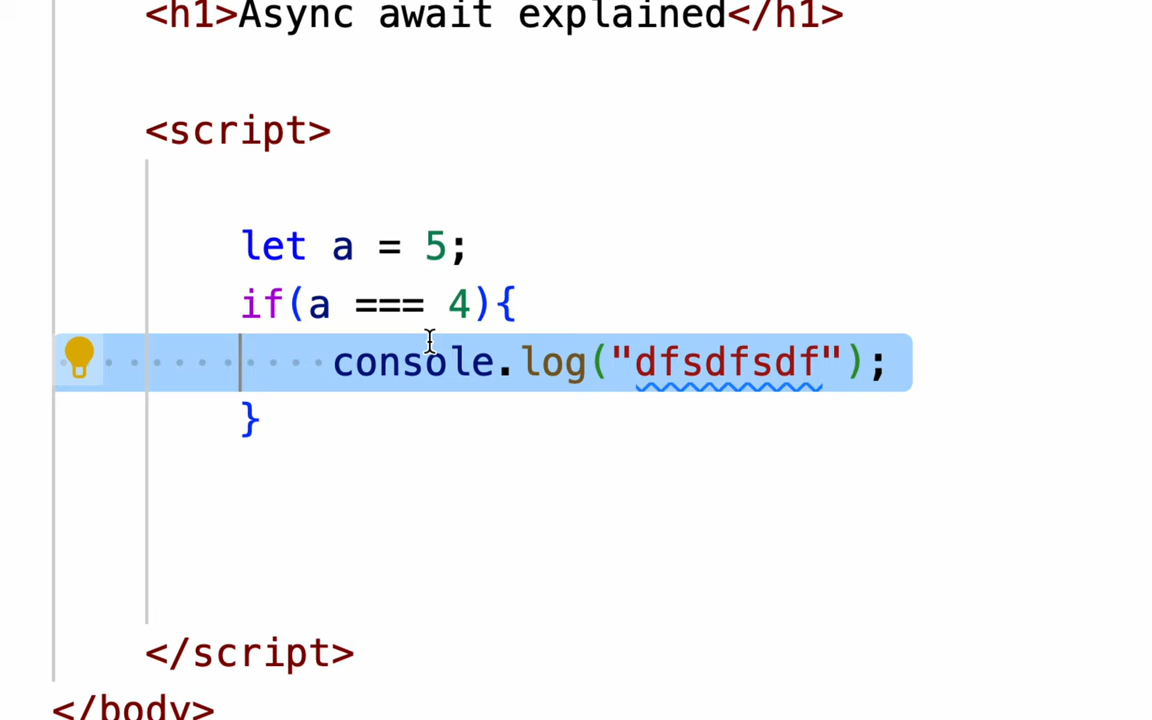 <h1>Async await explained</h1>
<script>
let a = 5;
if(a === 4){
console.log("dfsdfsdf");
}
</script>
</body>